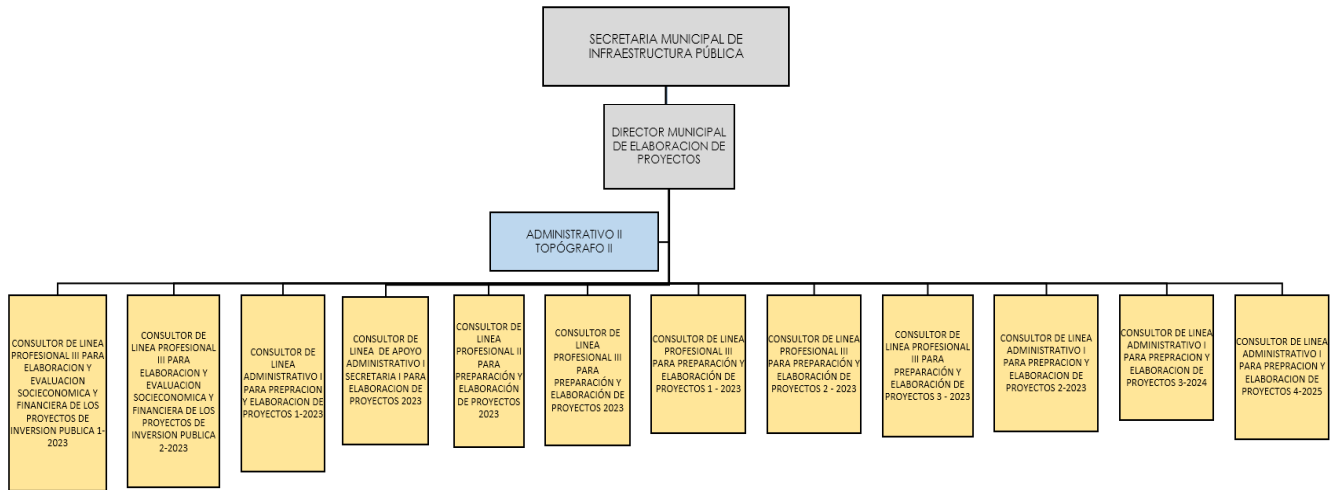 SECRETARIA MUNICIPAL DE
INFRAESTRUCTURA PÚBLICA
DIRECTOR MUNICIPAL
DE ELABORACION DE
PROYECTOS
ADMINISTRATIVO II
TOPÓGRAFO II
CONSULTOR DE LINEA
PROFESIONAL III PARA
ELABORACION Y
EVALUACION
SOCIECONOMICA Y
FINANCIERA DE LOS
PROYECTOS DE
INVERSION PUBLICA 1-
2023
CONSULTOR DE
LINEA PROFESIONAL
III PARA
ELABORACION Y
EVALUACION
SOCIECONOMICA Y
FINANCIERA DE LOS
PROYECTOS DE
INVERSION PUBLICA
2-2023
CONSULTOR DE
LINEA
ADMINISTRATIVO I
PARA PREPRACION
Y ELABORACION DE
PROYECTOS 1-2023
CONSULTOR DE
LINEA DE APOYO
ADMINISTRATIVO I
SECRETARIA I PARA
ELABORACION DE
PROYECTOS 2023
CONSULTOR DE
LINEA
PROFESIONAL II
PARA
PREPARACIÓN Y
ELABORACIÓN
DE PROYECTOS
2023
CONSULTOR DE
LINEA
PROFESIONAL III
PARA
PREPARACIÓN Y
ELABORACIÓN DE
PROYECTOS 2023
CONSULTOR DE LINEA
PROFESIONAL III
PARA PREPARACIÓN Y
ELABORACIÓN DE
PROYECTOS 1 - 2023
CONSULTOR DE LINEA
PROFESIONAL III
PARA PREPARACIÓN Y
ELABORACIÓN DE
PROYECTOS 2 - 2023
CONSULTOR DE
LINEA PROFESIONAL
III PARA
PREPARACIÓN Y
ELABORACIÓN DE
PROYECTOS 3 - 2023
CONSULTOR DE LINEA
ADMINISTRATIVO I
PARA PREPRACION Y
ELABORACION DE
PROYECTOS 2-2023
CONSULTOR DE LINEA
ADMINISTRATIVO I
PARA PREPRACION Y
ELABORACION DE
PROYECTOS 3-2024
CONSULTOR DE LINEA
ADMINISTRATIVO I
PARA PREPRACION Y
ELABORACION DE
PROYECTOS 4-2025